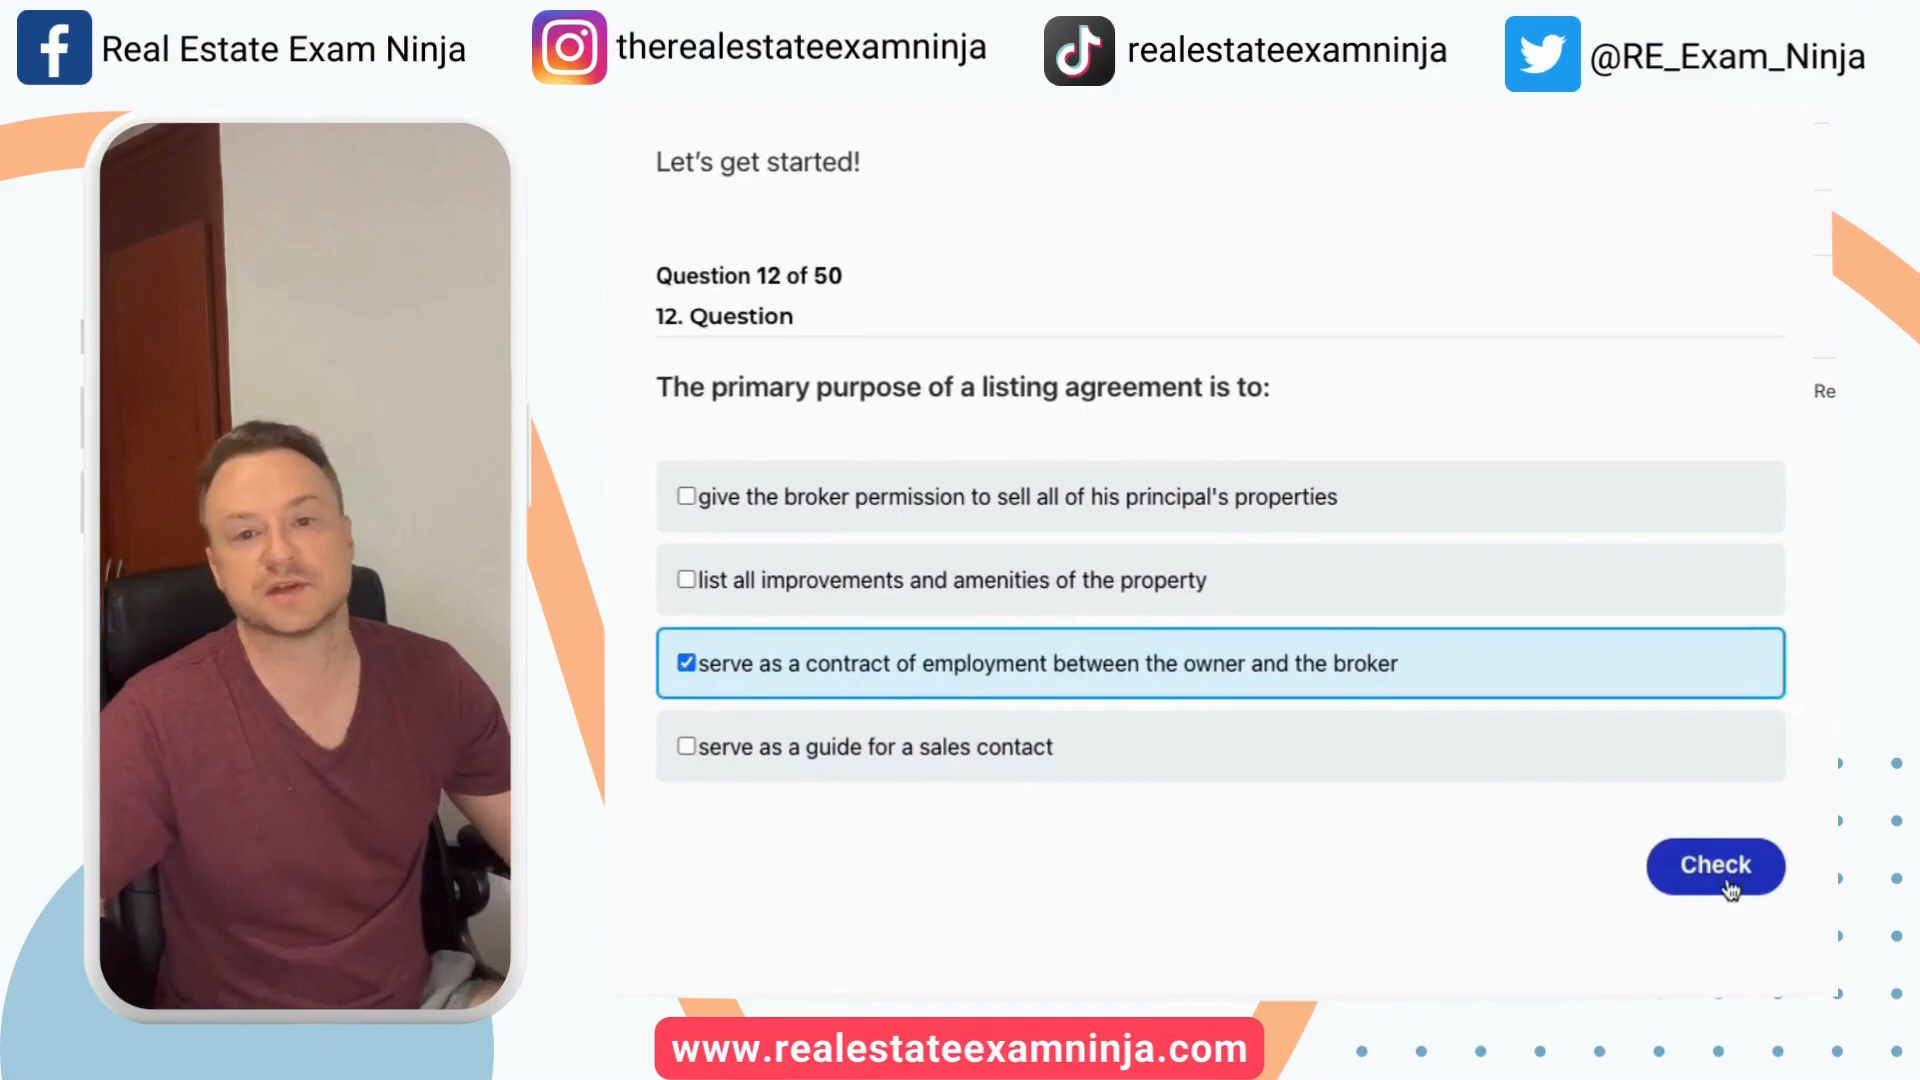 Real Estate Exam Ninja
therealestateexamninja
realestateexamninja
@RE_Exam_Ninja
Let's get started!
Question 12 of 50
12. Question
The primary purpose of a listing agreement is to:
Re
give the broker permission to sell all of his principal's properties
list all improvements and amenities of the property
serve as a contract of employment between the owner and the broker
serve as a guide for a sales contact
Check
www.realestateexamninja.com